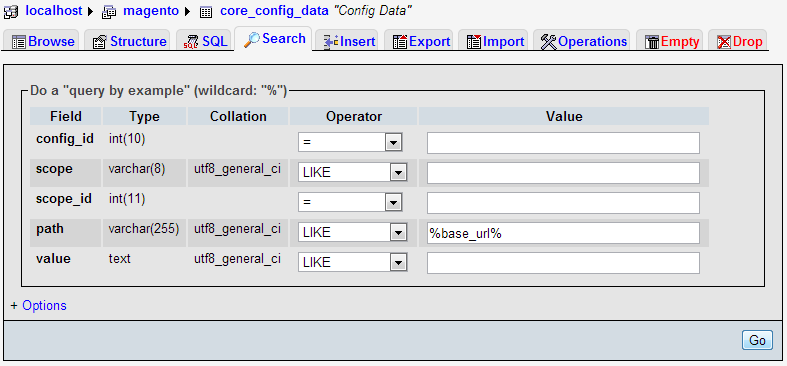 localhost magento core_config_data "Config Data"
Browse Structure SQL Search Insert Export Import Operations Empty Drop
Do a "query by example" (wildcard: "%")
Field Type Collation Operator Value
config_id int(10) =
scope varchar(8) utf8_general_ci LIKE
scope_id int(11) =
path varchar(255) utf8_general_ci LIKE %base_url%
value text utf8_general_ci LIKE
+ Options
Go